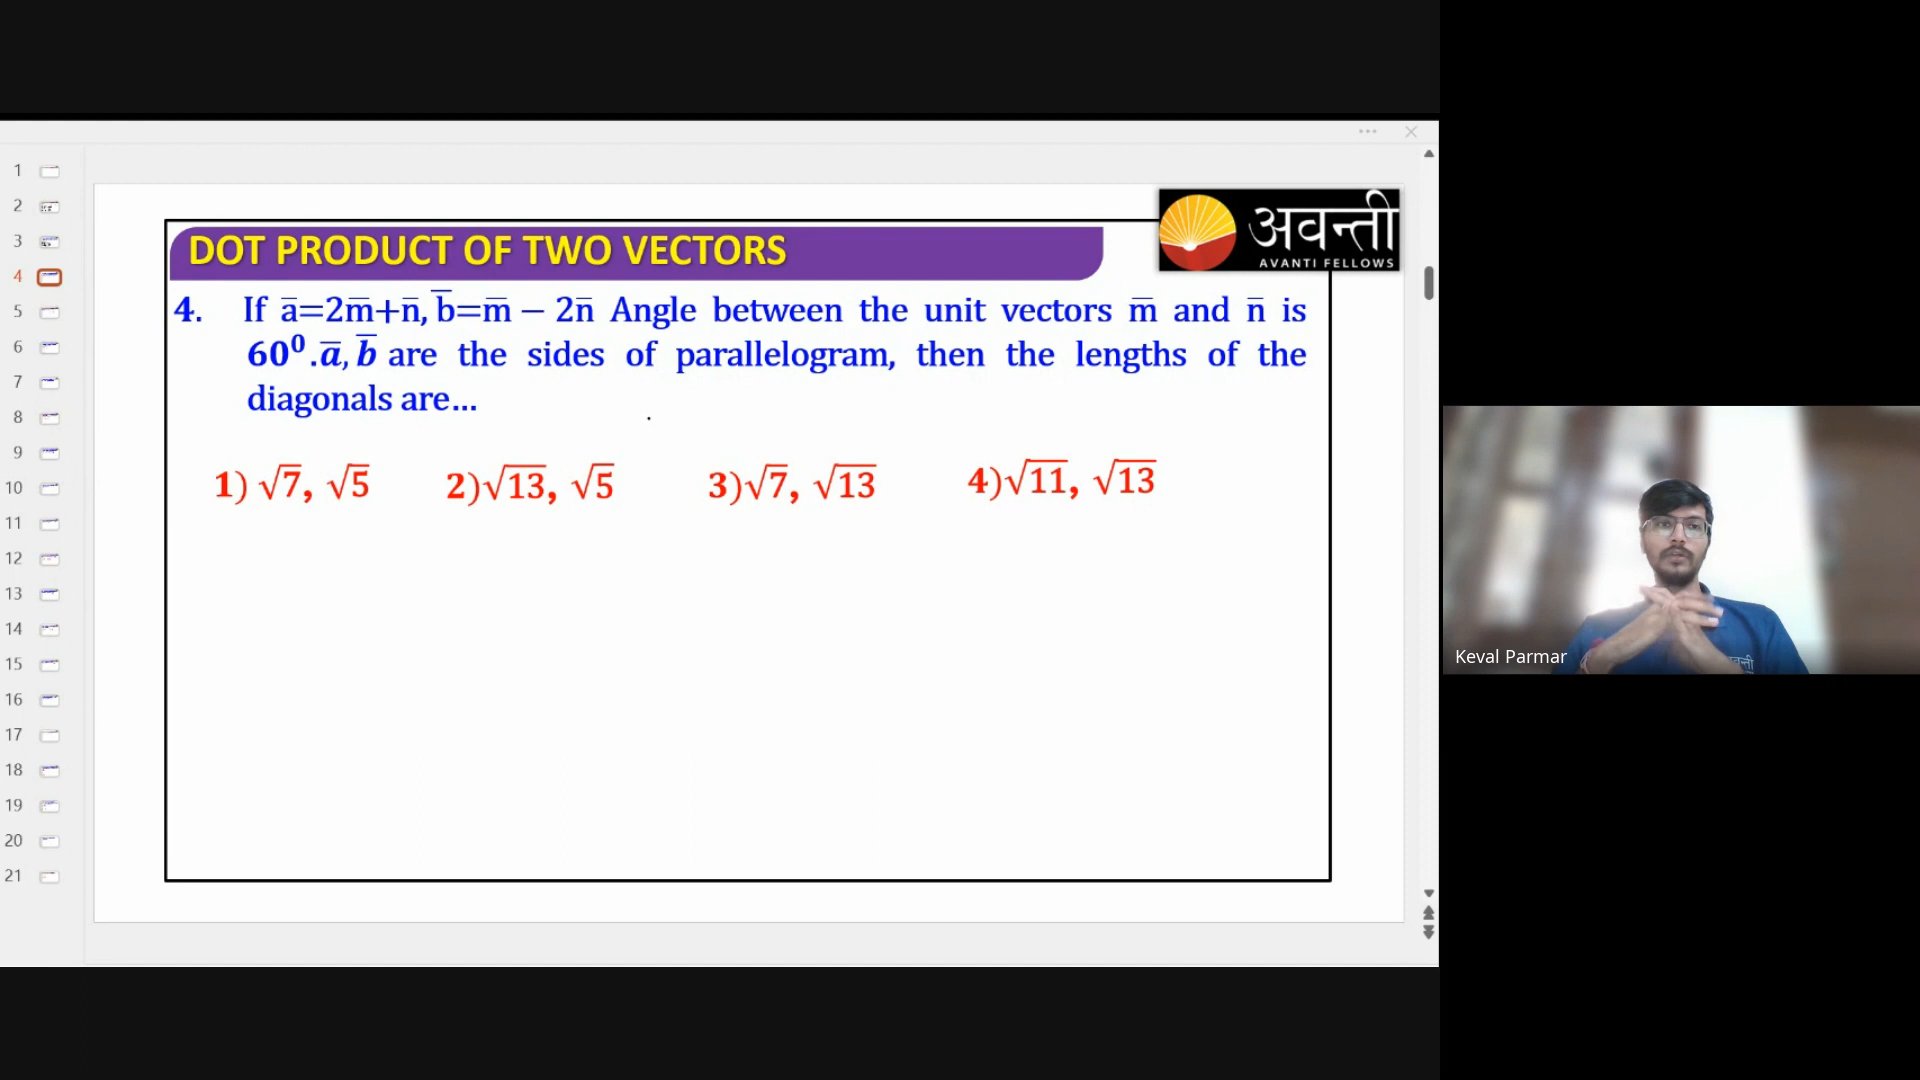 1
2
3
4
5
6
7
8
9
10
11
12
13
14
15
16
17
18
19
20
21
DOT PRODUCT OF TWO VECTORS
अवन्ती
AVANTI FELLOWS
4. If a̅=2m̅+n̅, b̅=m̅ − 2n̅ Angle between the unit vectors m̅ and n̅ is
60⁰.a̅, b̅ are the sides of parallelogram, then the lengths of the
diagonals are...
1) √7, √5 2)√13, √5 3)√7, √13 4)√11, √13
Keval Parmar
अवन्ती